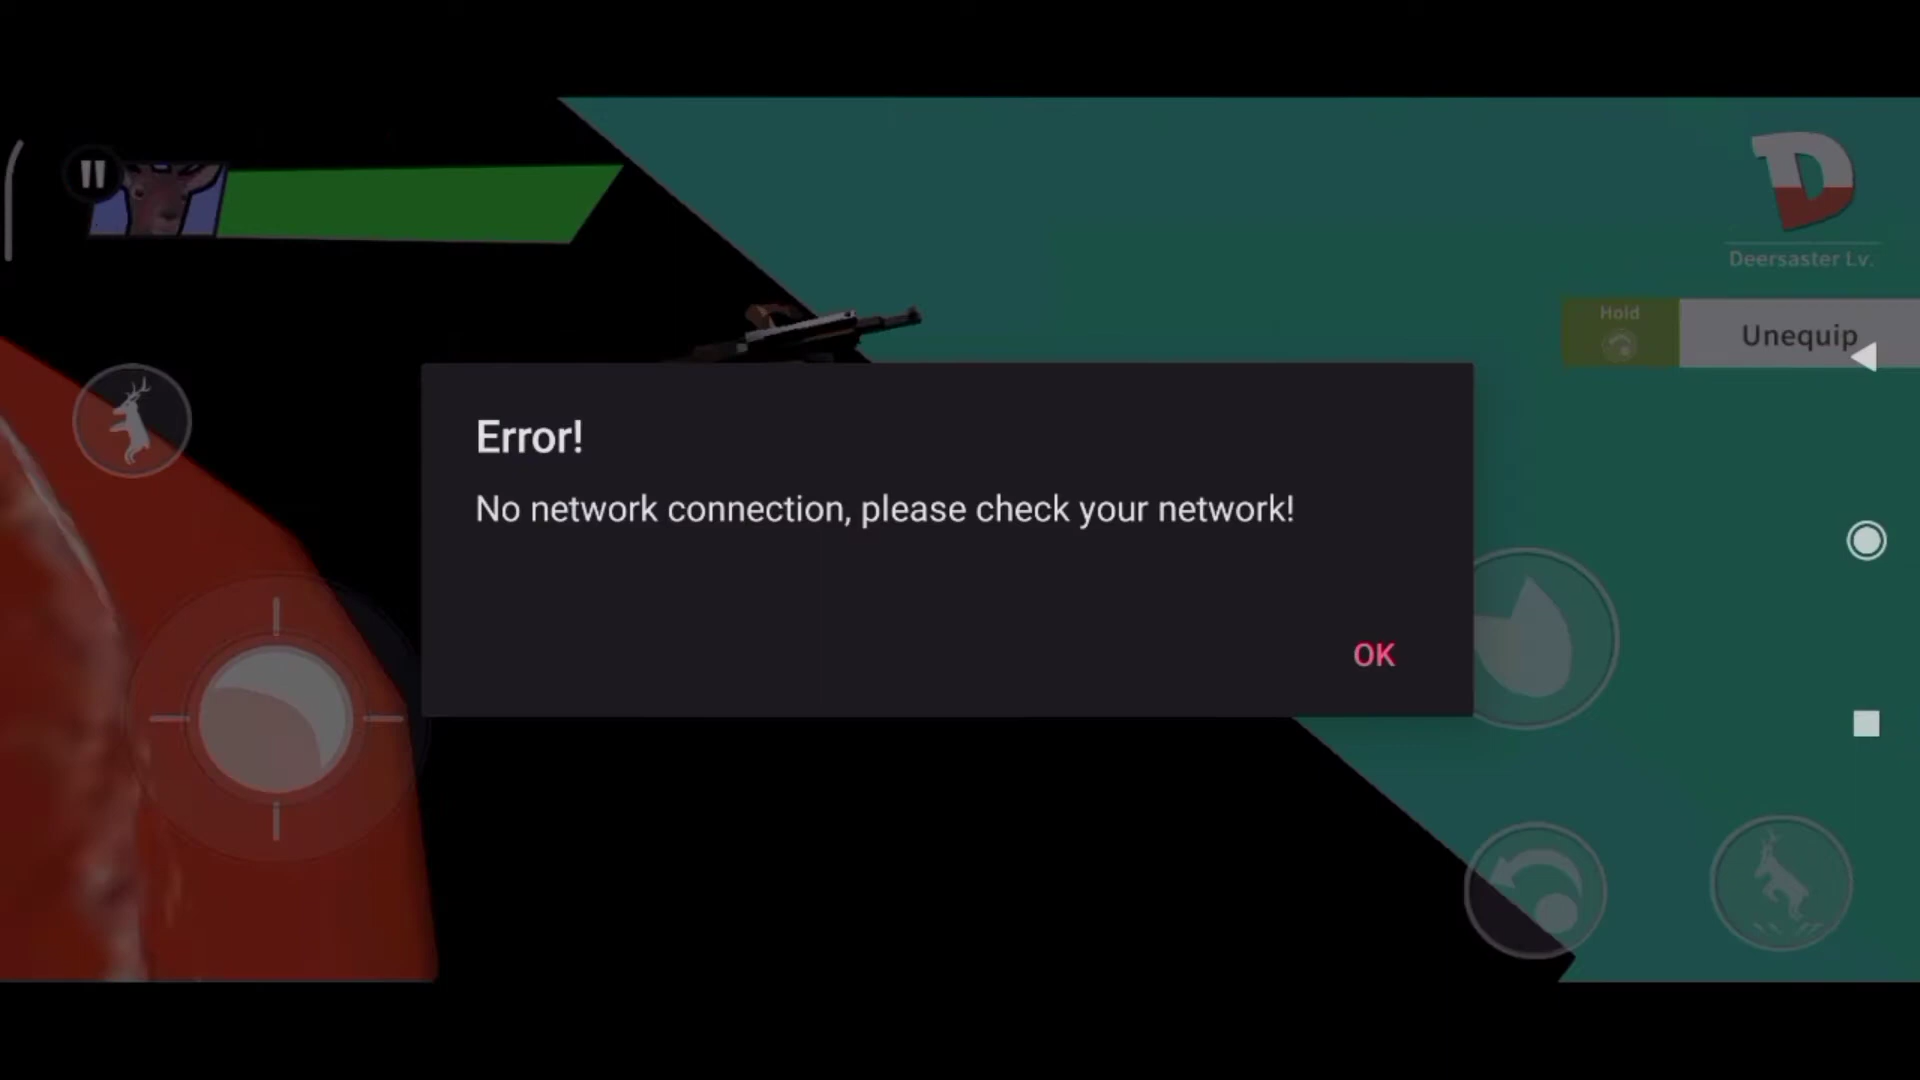 D
Deersaster Lv.
Hold
Unequip
Error!
No network connection, please check your network!
OK